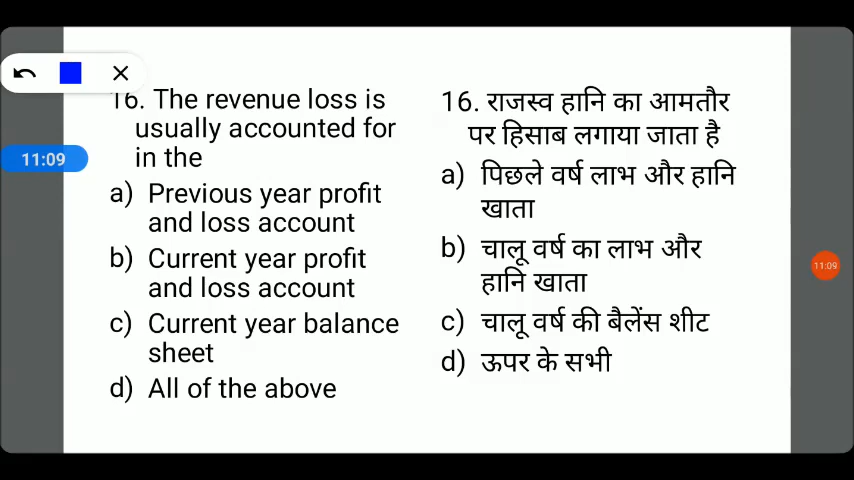 16. The revenue loss is
usually accounted for
in the
a) Previous year profit
and loss account
b) Current year profit
and loss account
c) Current year balance
sheet
d) All of the above
16. राजस्व हानि का आमतौर
पर हिसाब लगाया जाता है
a) पिछले वर्ष लाभ और हानि
खाता
b) चालू वर्ष का लाभ और
हानि खाता
c) चालू वर्ष की बैलेंस शीट
d) ऊपर के सभी
11:09
11:09